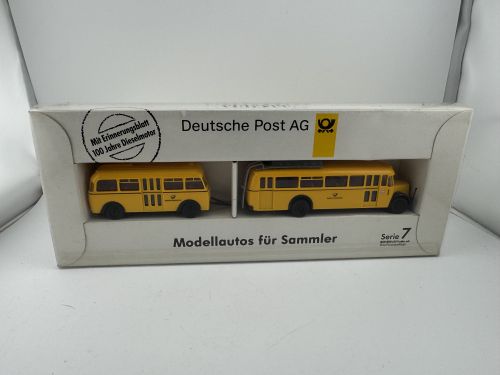 Mit Erinnerungsblatt
100 Jahre Dieselmotor
Deutsche Post AG
Modellautos für Sammler
Serie 7